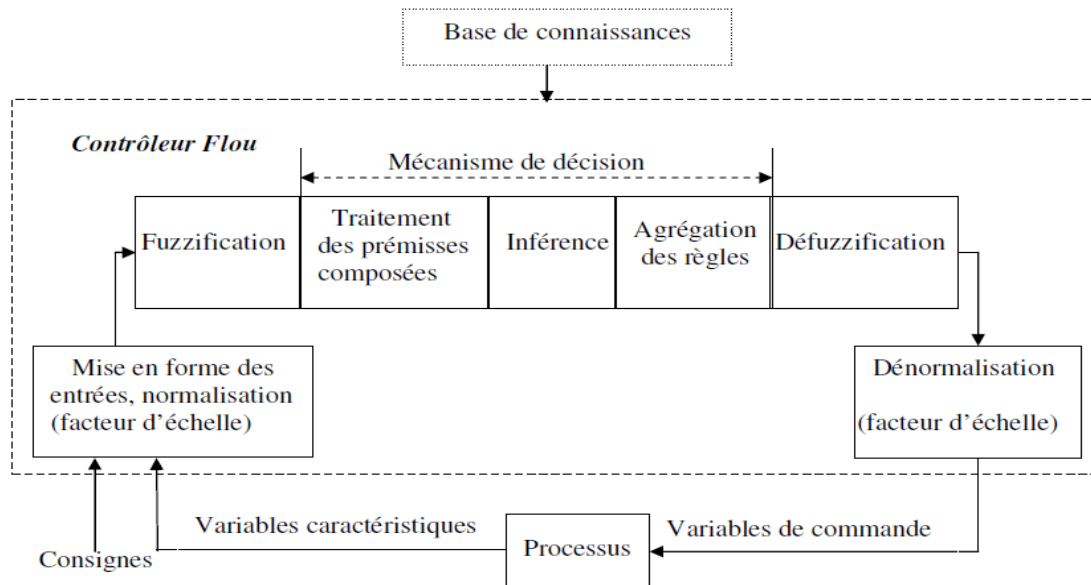 Base de connaissances
Contrôleur Flou
Mécanisme de décision
Fuzzification
Traitement
des prémisses
composées
Inférence
Agrégation
des règles
Défuzzification
Mise en forme des
entrées, normalisation
(facteur d'échelle)
Dénormalisation
(facteur d'échelle)
Variables caractéristiques
Processus
Variables de commande
Consignes